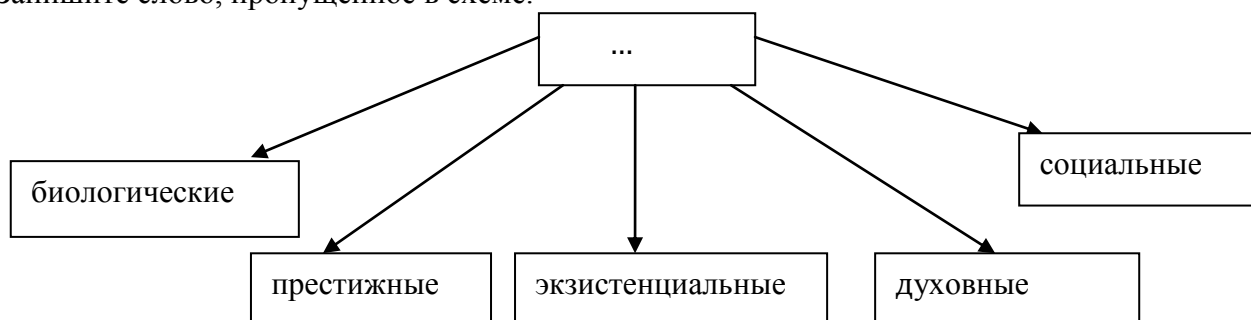 Запишите слово, пропущенное в схеме.
...
социальные
биологические
престижные
экзистенциальные
духовные